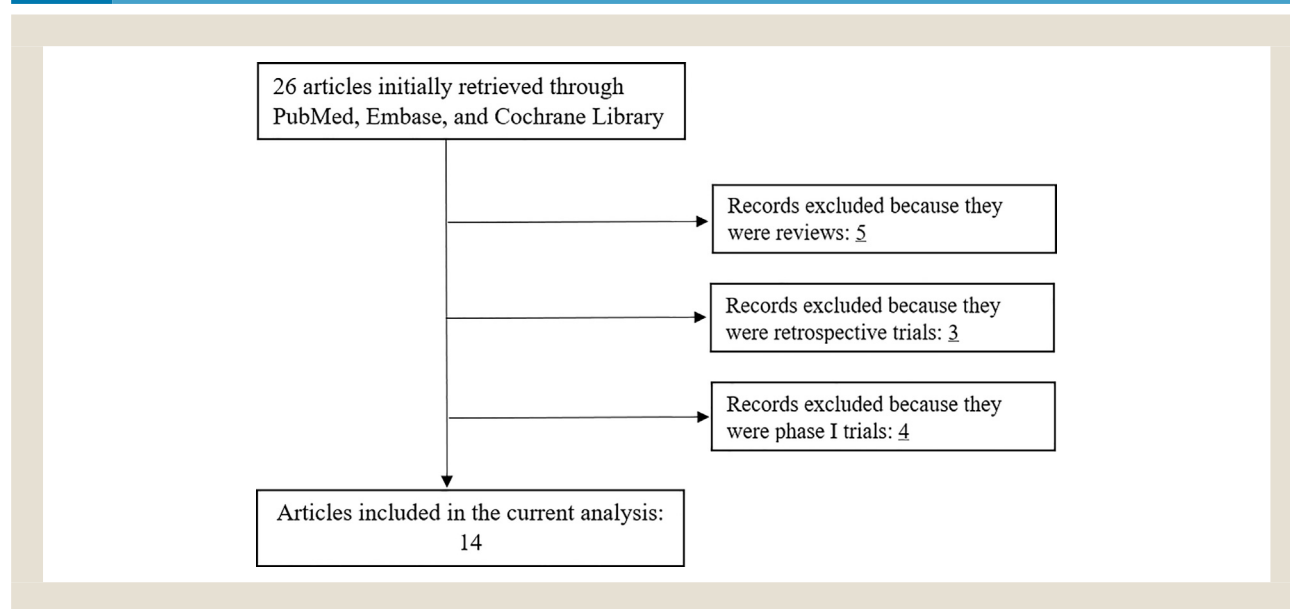 26 articles initially retrieved through
PubMed, Embase, and Cochrane Library
Records excluded because they
were reviews: 5
Records excluded because they
were retrospective trials: 3
Records excluded because they
were phase I trials: 4
Articles included in the current analysis:
14